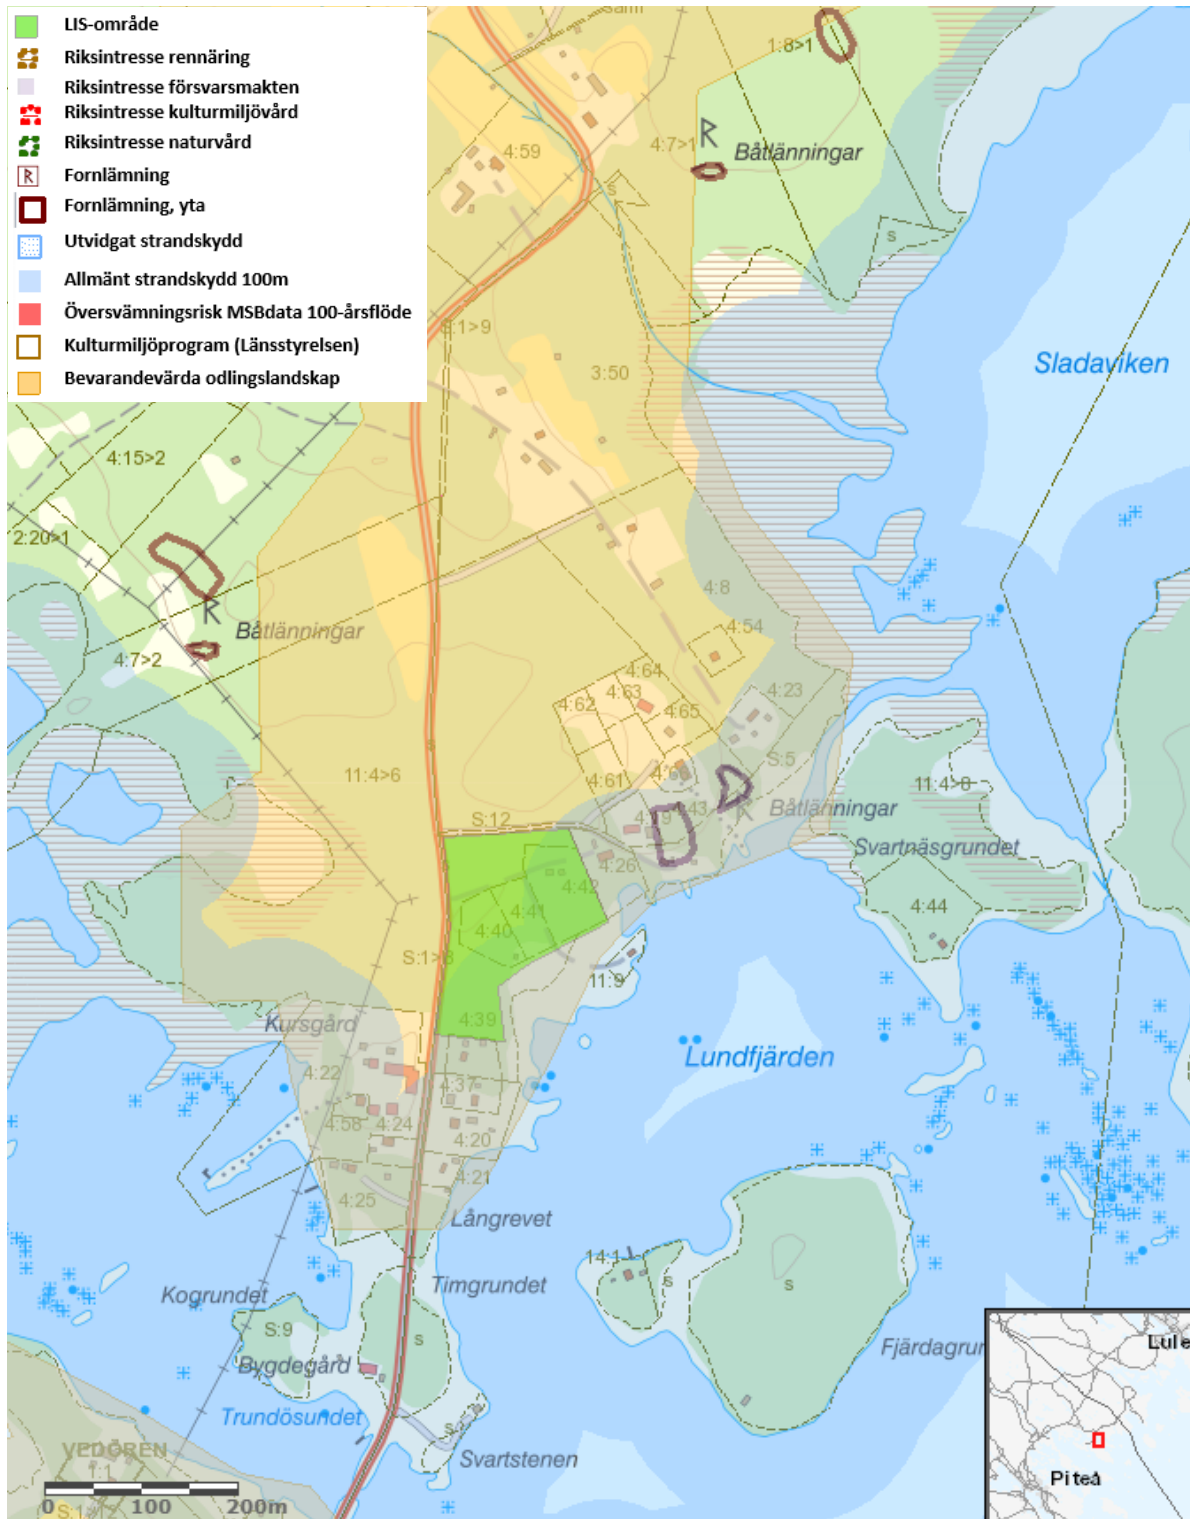 LIS-område
Riksintresse rennäring
Riksintresse försvarsmakten
Riksintresse kulturmiljövård
Riksintresse naturvård
R Fornlämning
Fornlämning, yta
Utvidgat strandskydd
Allmänt strandskydd 100m
Översvämningsrisk MSBdata 100-årsflöde
Kulturmiljöprogram (Länsstyrelsen)
Bevarandevärda odlingslandskap
1:8>1
4:59
4:7>1
R
Båtlänningar
s
s
S:1>9
3:50
Sladaviken
4:15>2
2:20>1
R
Båtlänningar
4:7>2
4:8
4:54
4:64
4:63
4:62
4:65
4:23
S:5
11:4>6
4:61
11:4>8
Båtlänningar
S:12
Svartnäsgrundet
4:26
4:42
4:41
4:40
4:44
S:1>8
11:9
Kursgård
4:39
Lundfjärden
4:22
4:37
4:58
4:24
4:20
4:21
4:25
Långrevet
14:1
s
s
Timgrundet
Kogrundet
S:9
s
Bygdegård
Fjärdagrun
Lule
Trundösundet
s
Svartstenen
VEDÖREN
1:1
Piteå
0 100 200m